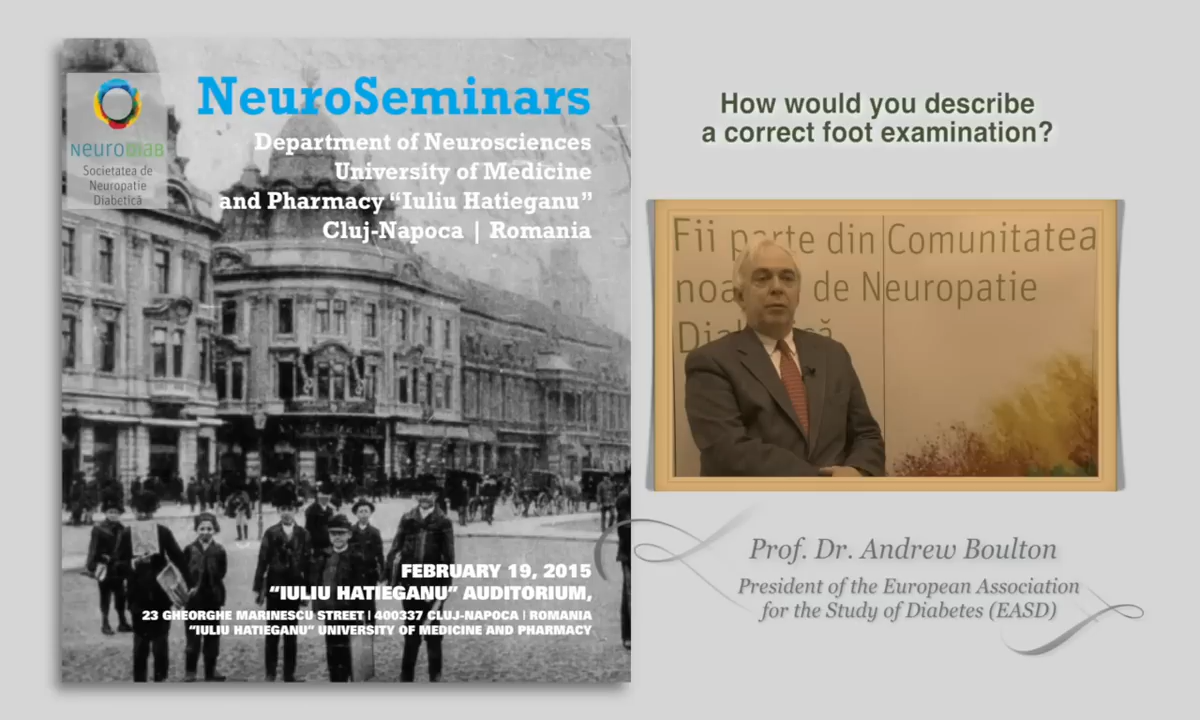 NeuroDiab
Societatea de
Neuropatie
Diabetică
NeuroSeminars
Department of Neurosciences
University of Medicine
and Pharmacy “Iuliu Hatieganu”
Cluj-Napoca | Romania
FEBRUARY 19, 2015
“IULIU HATIEGANU” AUDITORIUM,
23 GHEORGHE MARINESCU STREET | 400337 CLUJ-NAPOCA | ROMANIA
“IULIU HATIEGANU” UNIVERSITY OF MEDICINE AND PHARMACY
How would you describe
a correct foot examination?
Fii parte din Comunitatea
de Neuropatie
Prof. Dr. Andrew Boulton
President of the European Association
for the Study of Diabetes (EASD)